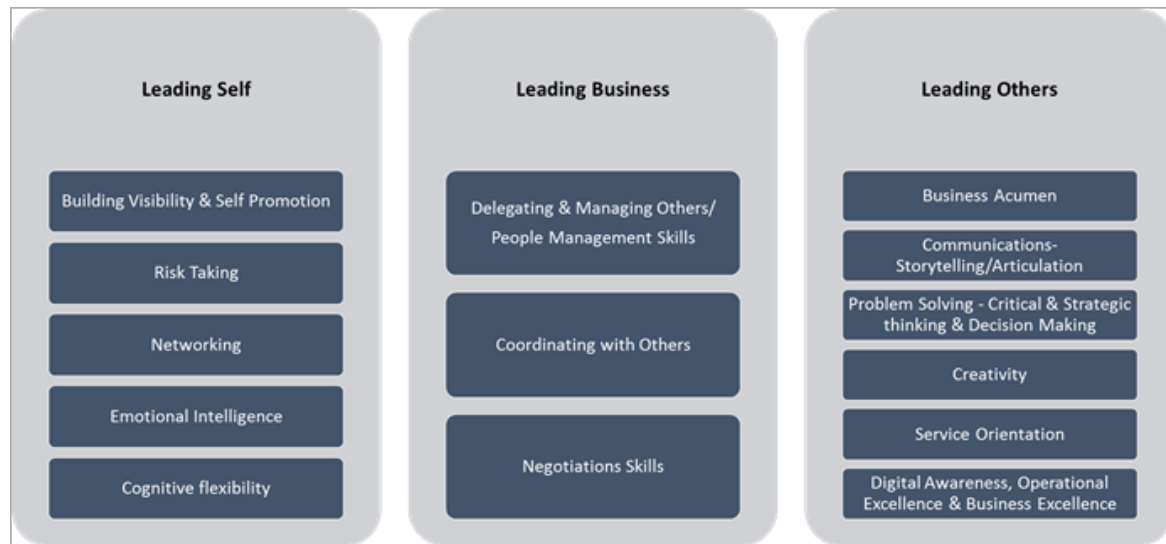 Leading Self
Building Visibility & Self Promotion
Risk Taking
Networking
Emotional Intelligence
Cognitive flexibility
Leading Business
Delegating & Managing Others/
People Management Skills
Coordinating with Others
Negotiations Skills
Leading Others
Business Acumen
Communications-
Storytelling/Articulation
Problem Solving - Critical & Strategic
thinking & Decision Making
Creativity
Service Orientation
Digital Awareness, Operational
Excellence & Business Excellence